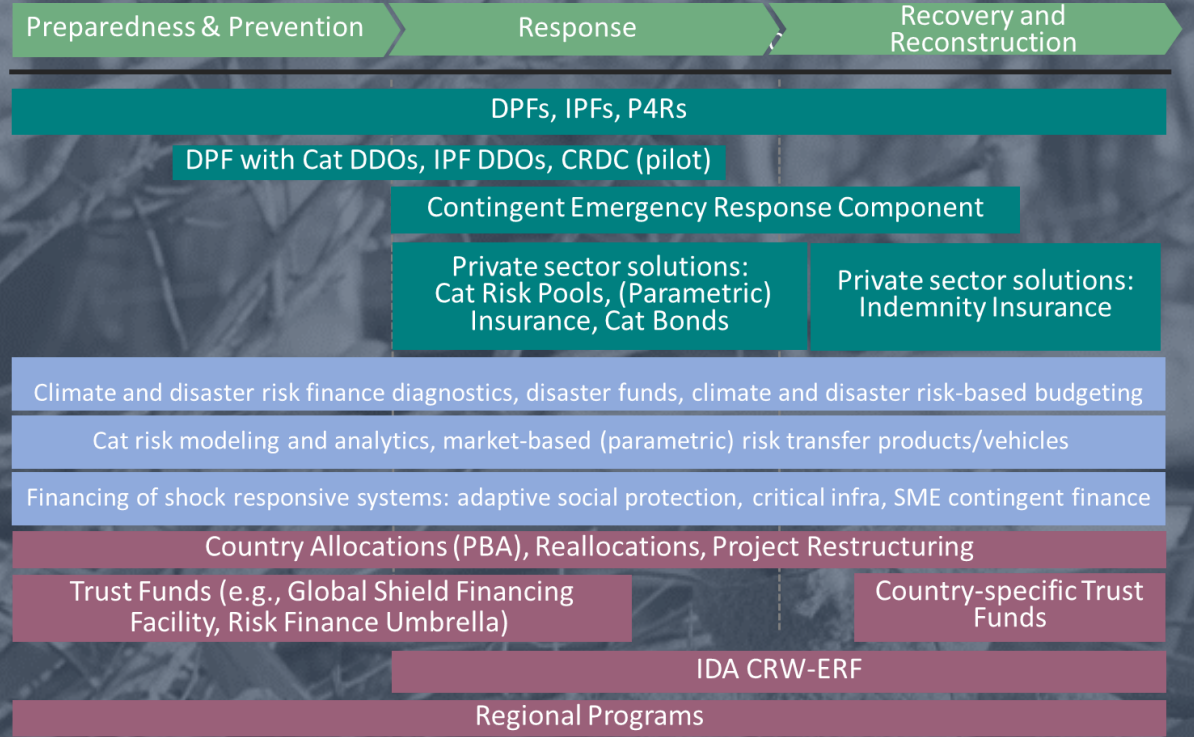 Preparedness & Prevention
Response
Recovery and
Reconstruction
DPFs, IPFs, P4Rs
DPF with Cat DDOs, IPF DDOs, CRDC (pilot)
Contingent Emergency Response Component
Private sector solutions:
Cat Risk Pools, (Parametric)
Insurance, Cat Bonds
Private sector solutions:
Indemnity Insurance
Climate and disaster risk finance diagnostics, disaster funds, climate and disaster risk-based budgeting
Cat risk modeling and analytics, market-based (parametric) risk transfer products/vehicles
Financing of shock responsive systems: adaptive social protection, critical infra, SME contingent finance
Country Allocations (PBA), Reallocations, Project Restructuring
Trust Funds (e.g., Global Shield Financing
Facility, Risk Finance Umbrella)
Country-specific Trust
Funds
IDA CRW-ERF
Regional Programs